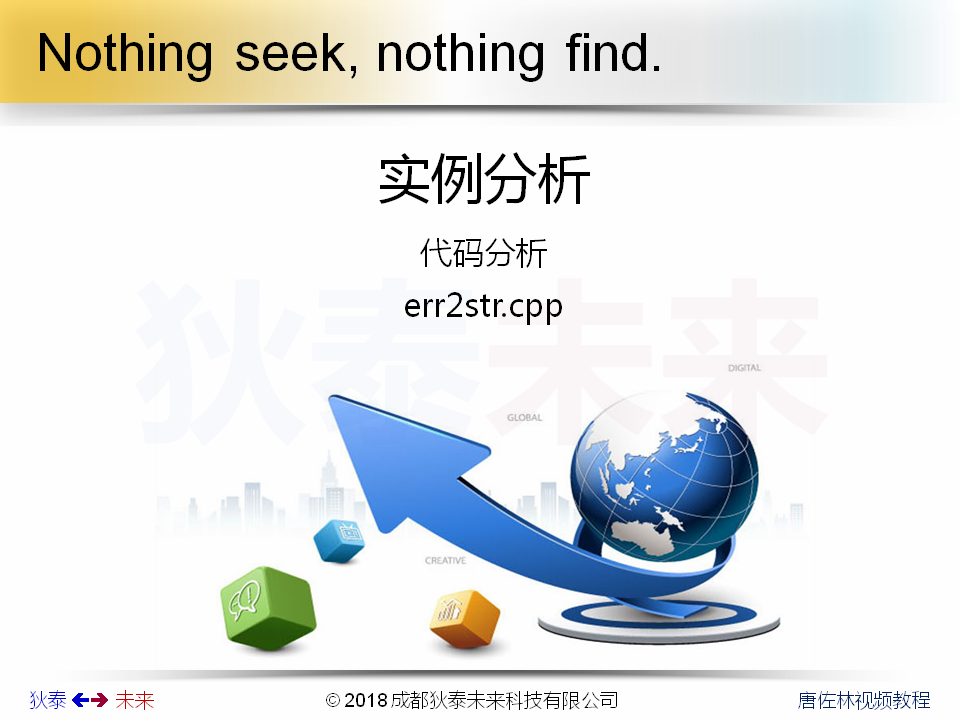 Nothing seek, nothing find.
实例分析
代码分析
err2str.cpp
狄泰未来
DIGITAL
GLOBAL
CREATIVE
狄泰 未来
© 2018 成都狄泰未来科技有限公司
唐佐林视频教程